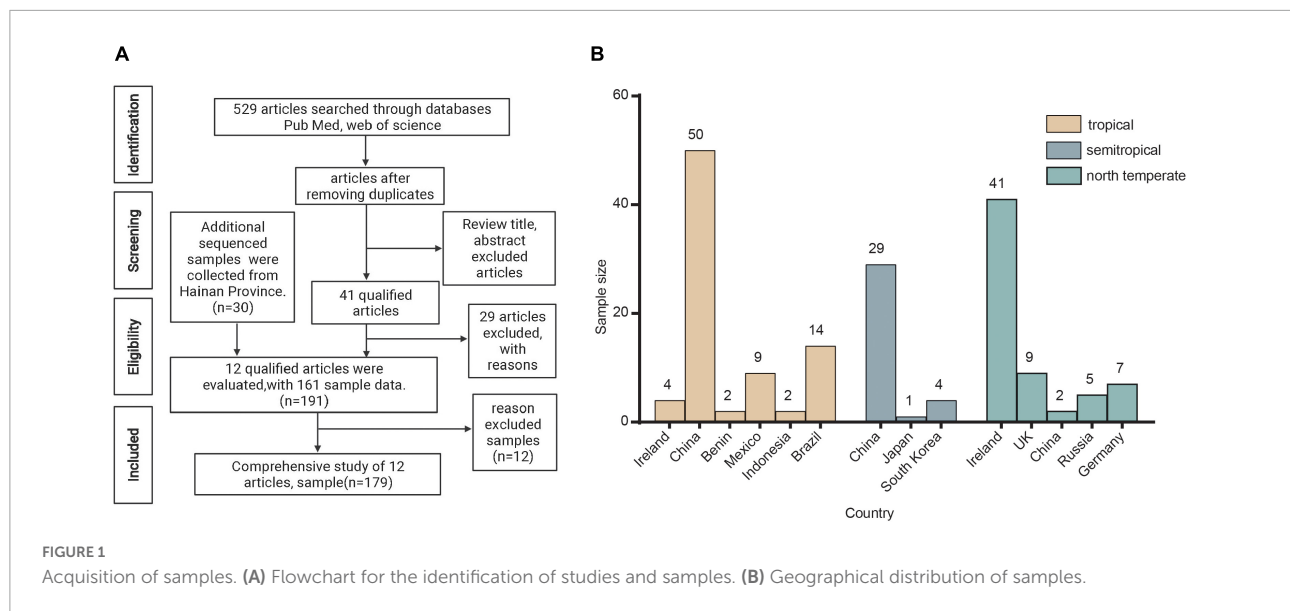 A
Identification
Screening
Eligibility
Included
529 articles searched through databases
Pub Med, web of science
articles after
removing duplicates
Additional
sequenced
samples were
collected from
Hainan Province.
(n=30)
Review title,
abstract
excluded
articles
41 qualified
articles
29 articles
excluded,
with
reasons
12 qualified articles were
evaluated,with 161 sample data.
(n=191)
reason
excluded
samples
(n=12)
Comprehensive study of 12
articles, sample(n=179)
B
Sample size
60
40
20
0
4
50
2
9
2
14
29
1
4
41
9
2
5
7
tropical
semitropical
north temperate
Ireland
China
Benin
Mexico
Indonesia
Brazil
China
Japan
South Korea
Ireland
UK
China
Russia
Germany
Country
FIGURE 1
Acquisition of samples. (A) Flowchart for the identification of studies and samples. (B) Geographical distribution of samples.